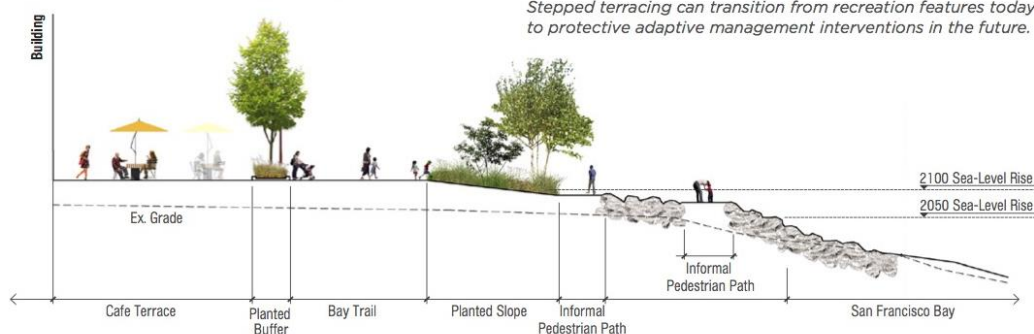 Stepped terracing can transition from recreation features today
to protective adaptive management interventions in the future.
Building
2100 Sea-Level Rise
2050 Sea-Level Rise
Ex. Grade
Informal
Pedestrian Path
Cafe Terrace
Planted
Buffer
Bay Trail
Planted Slope
Informal
Pedestrian Path
San Francisco Bay